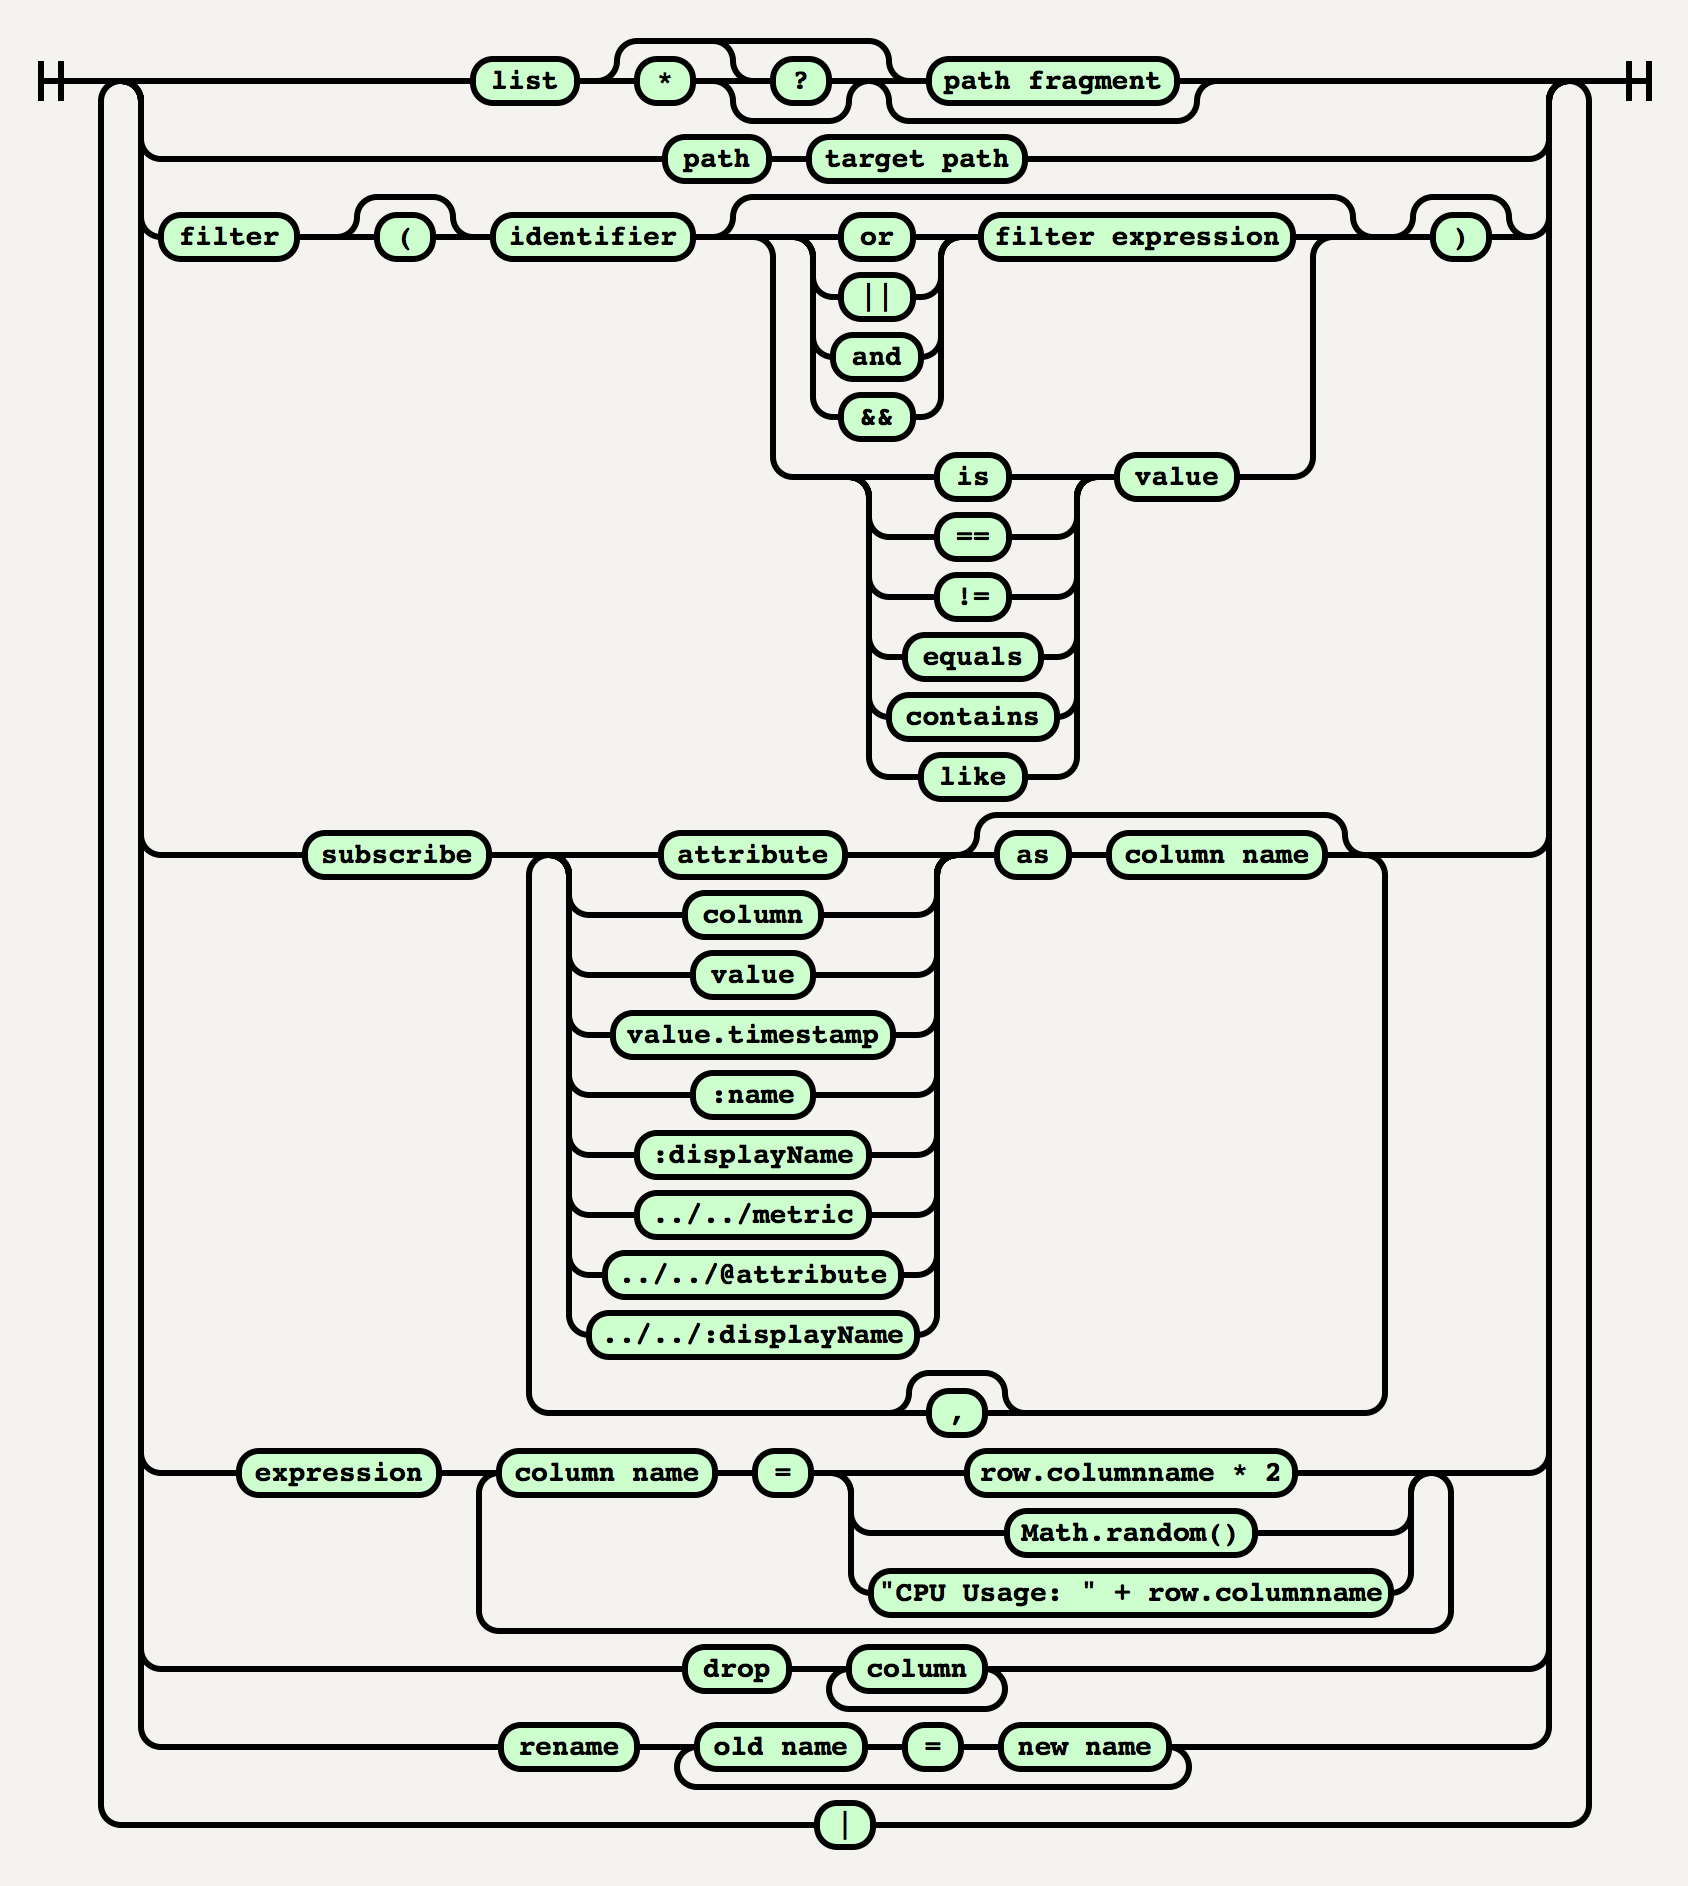 list * ? path fragment
path target path
filter ( identifier or filter expression )
||
and
&&
is value
==
!=
equals
contains
like
subscribe attribute as column name
column
value
value.timestamp
:name
:displayName
../../metric
../../@attribute
../../:displayName
,
expression column name = row.columnname * 2
Math.random()
"CPU Usage: " + row.columnname
drop column
rename old name = new name
|